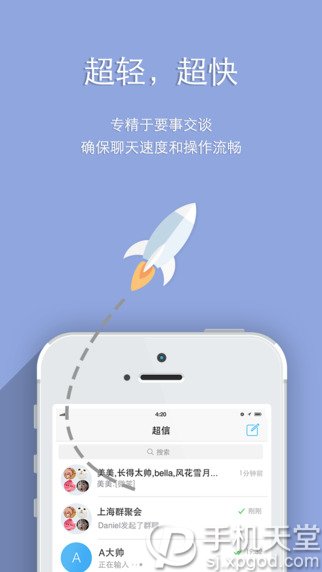 超轻，超快
专精于要事交谈
确保聊天速度和操作流畅
4:20
超信
搜索
美美,长得太帅,bella,风花雪月... 1分钟前
美美:[微笑]
上海群聚会 刚刚
Daniel发起了群聊
A A大帅
正在输入
手机天堂
sj.xpgod.com